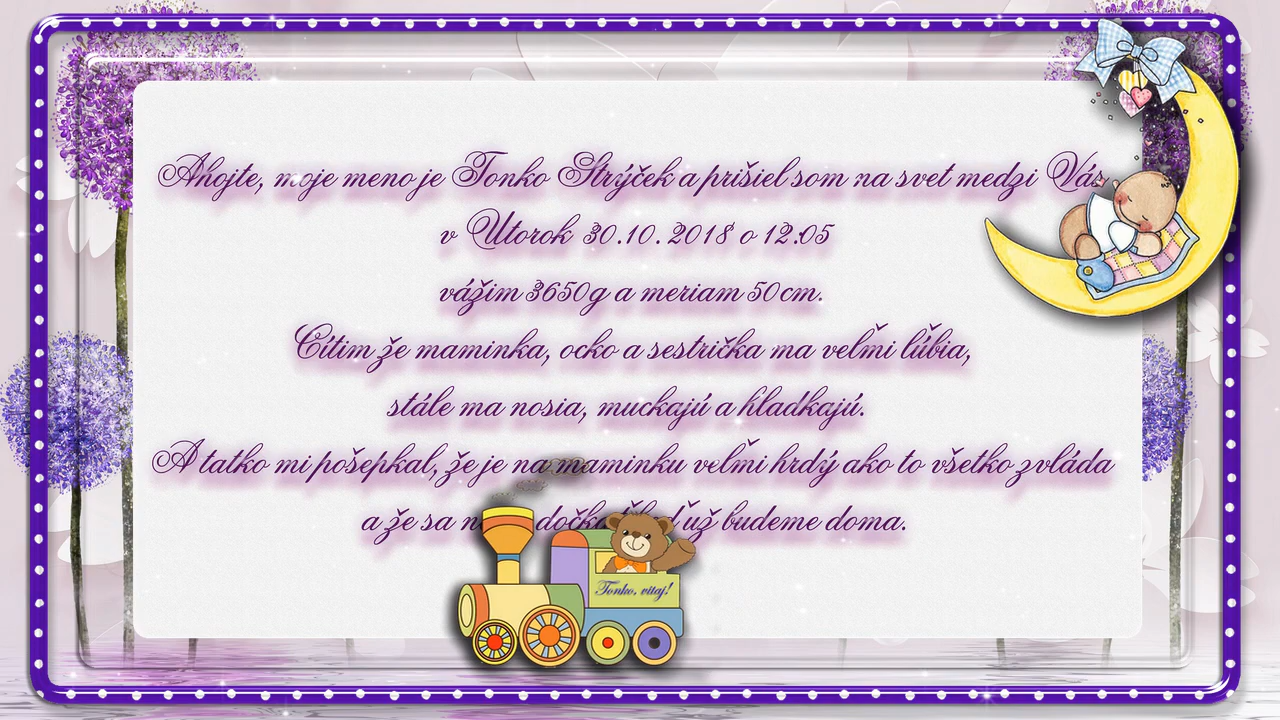 Ahojte, moje meno je Tonko Strýček a prišiel som na svet medzi Vás
v Utorok 30.10. 2018 o 12:05
vážim 3650g a meriam 50cm.
Cítim že maminka, ocko a sestrička ma veľmi ľúbia,
stále ma nosia, muckajú a hladkajú.
A tatko mi pošepkal, že je na maminku veľmi hrdý ako to všetko zvláda
a že sa už budeme doma.
Tonko, vitaj!